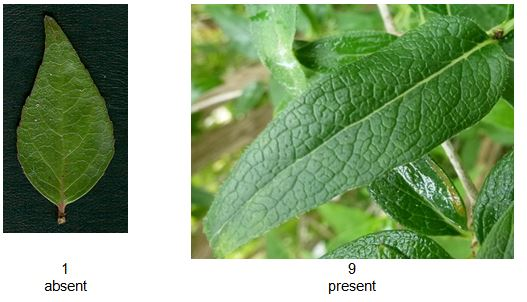 1
absent
9
present